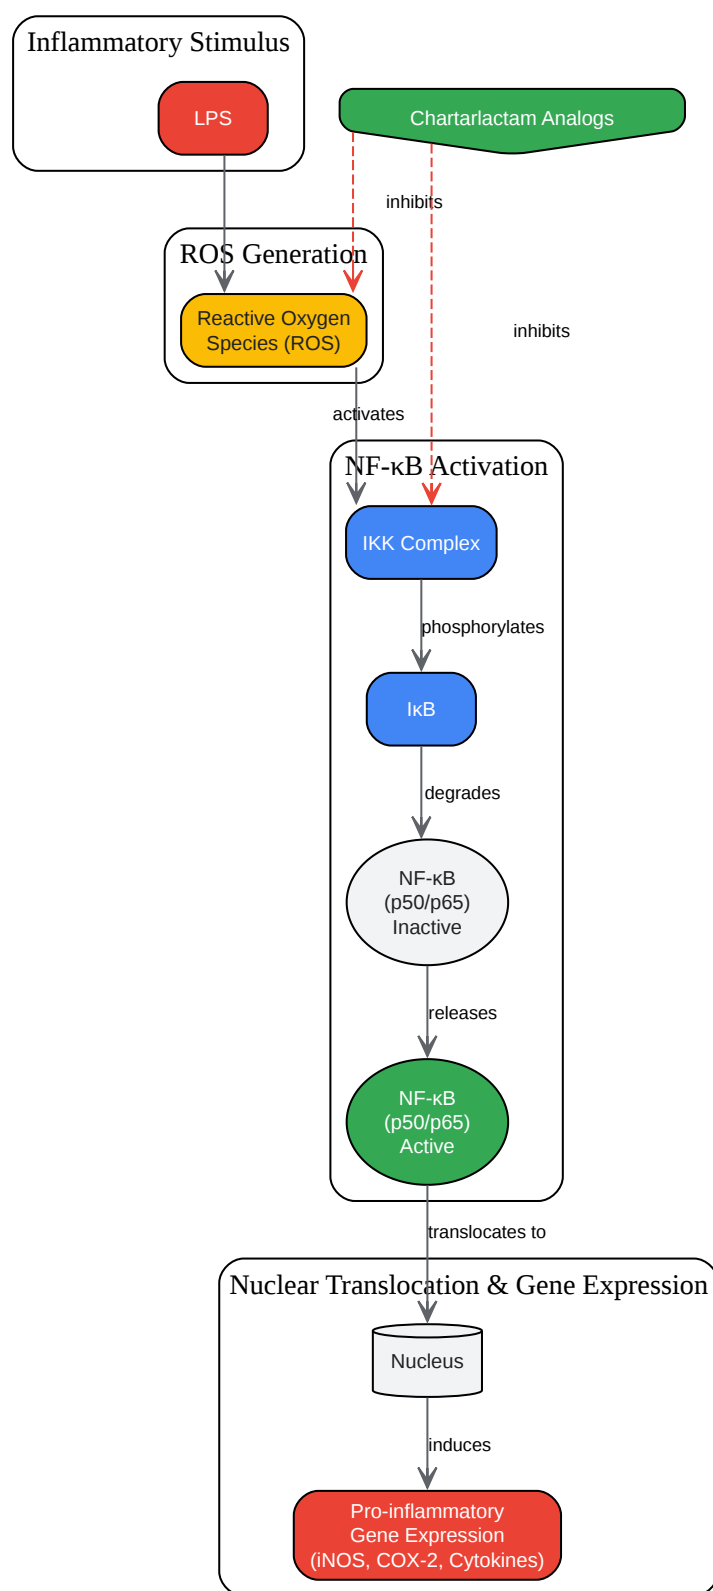 Inflammatory Stimulus
LPS
Chartarlactam Analogs
inhibits
ROS Generation
Reactive Oxygen
Species (ROS)
inhibits
activates
NF-κB Activation
IKK Complex
phosphorylates
IκB
degrades
NF-κB
(p50/p65)
Inactive
releases
NF-κB
(p50/p65)
Active
translocates to
Nuclear Translocation & Gene Expression
Nucleus
induces
Pro-inflammatory
Gene Expression
(iNOS, COX-2, Cytokines)